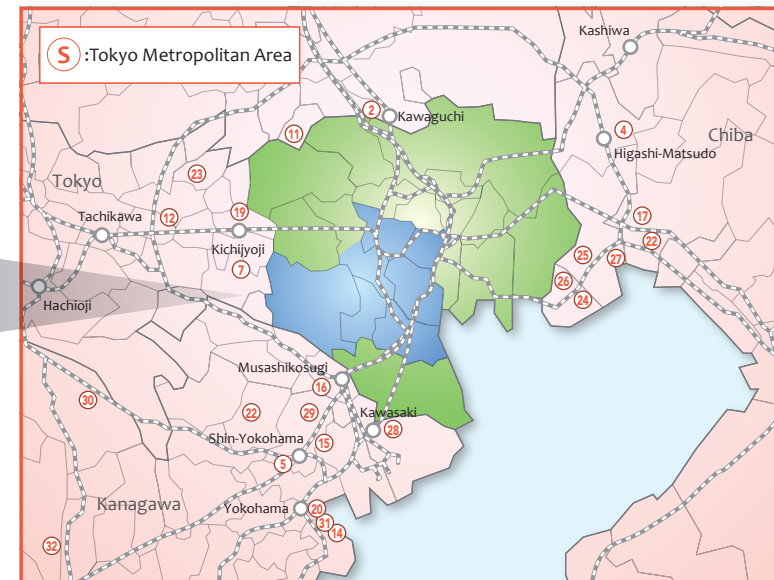 S :Tokyo Metropolitan Area
Kashiwa
2
Kawaguchi
11
4
Chiba
Higashi-Matsudo
23
Tokyo
19
12
Tachikawa
17
Kichijyoji
22
25
27
7
26
24
Hachioji
Musashikosugi
16
30
22
29
Kawasaki
28
Shin-Yokohama
15
5
Kanagawa
Yokohama
20
31
14
32